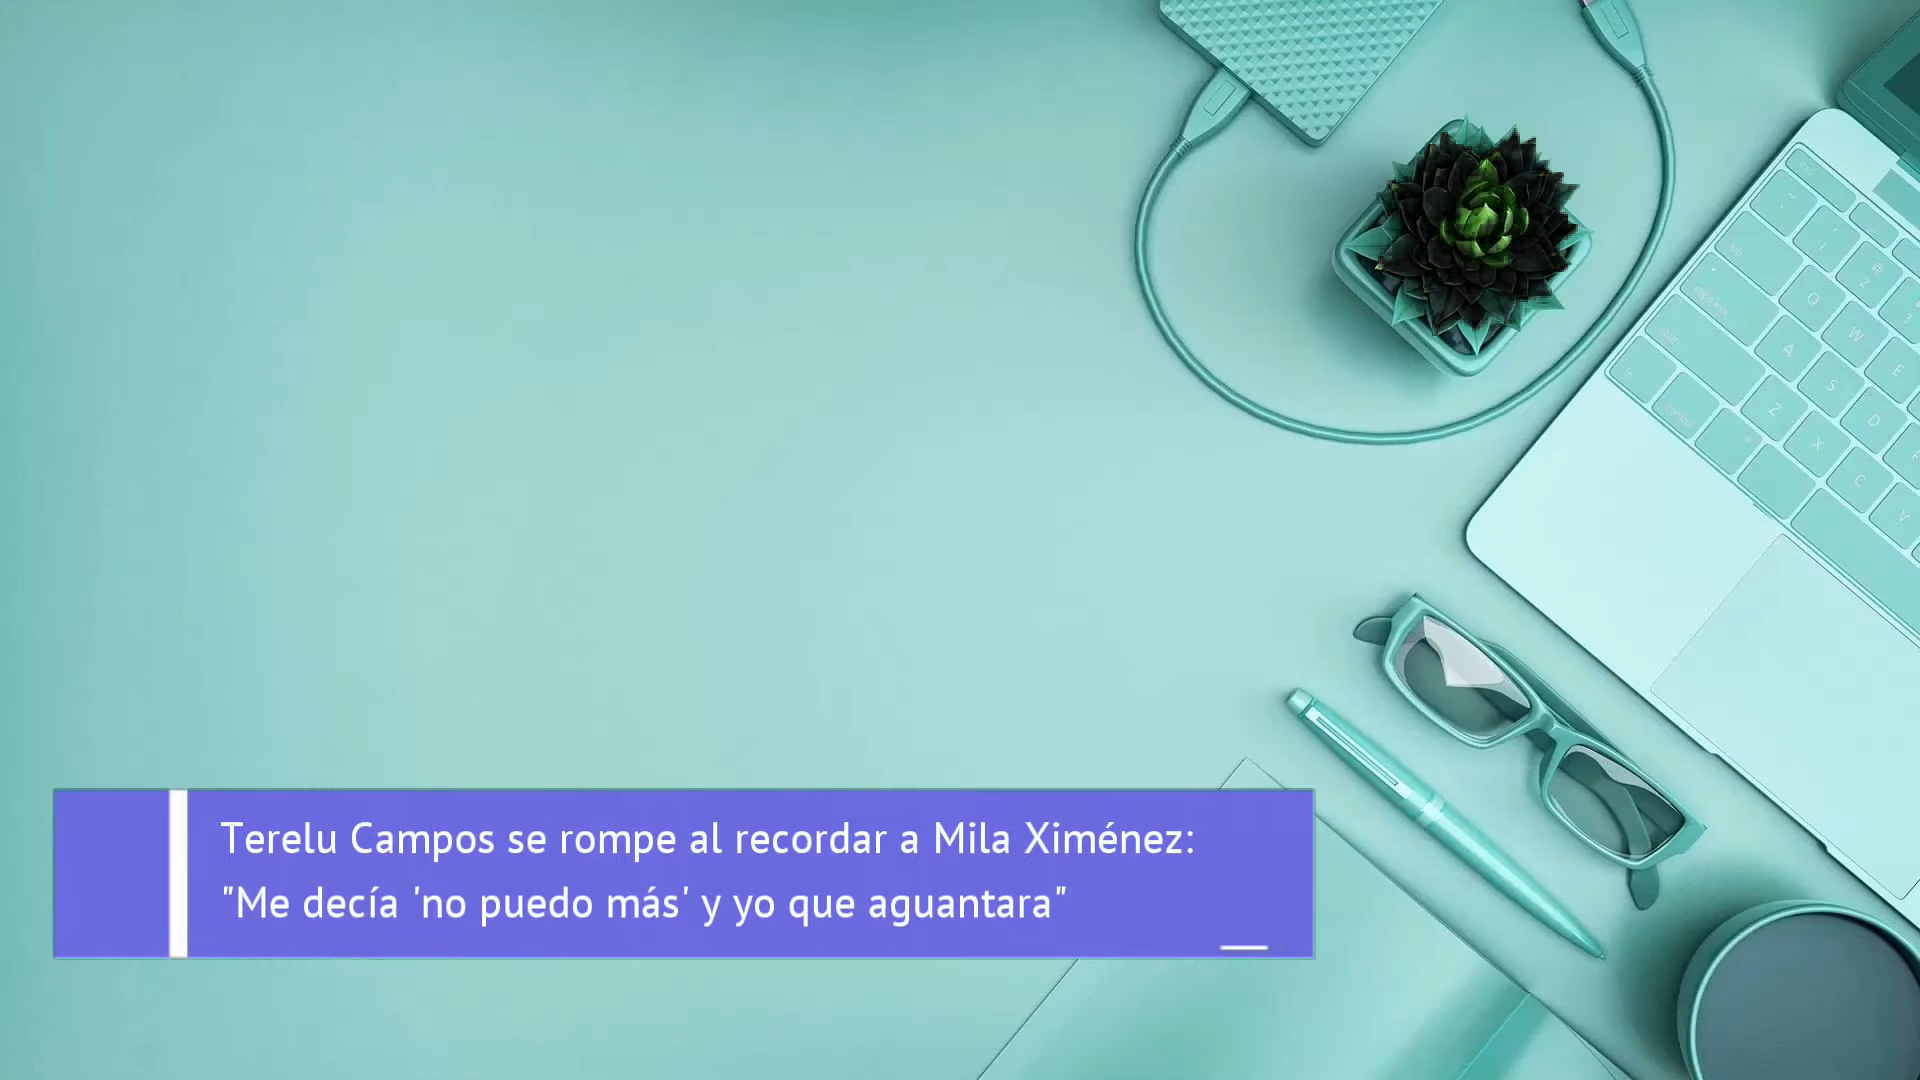 Terelu Campos se rompe al recordar a Mila Ximénez:
"Me decía 'no puedo más' y yo que aguantara"